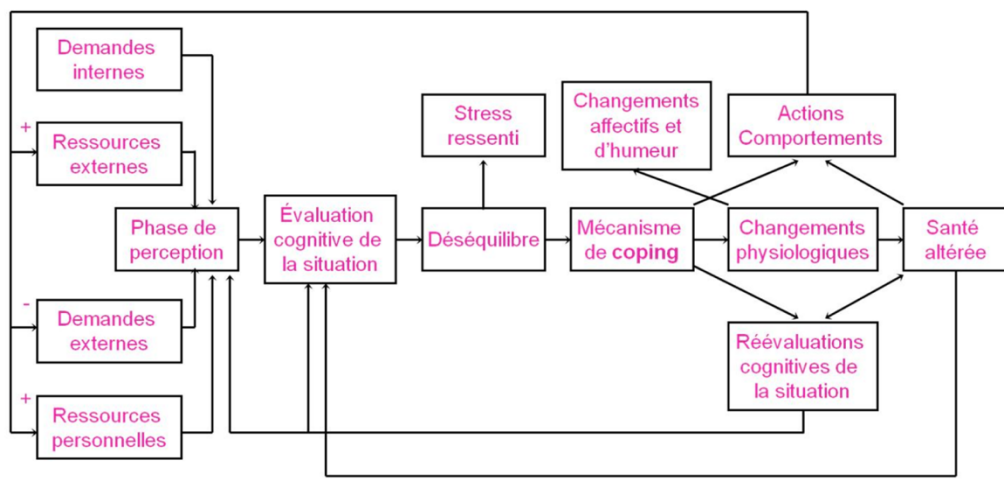 Demandes
internes
+
Ressources
externes
Phase de
perception
-
Demandes
externes
+
Ressources
personnelles
Évaluation
cognitive de
la situation
Stress
ressenti
Déséquilibre
Changements
affectifs et
d'humeur
Mécanisme
de coping
Actions
Comportements
Changements
physiologiques
Santé
altérée
Réévaluations
cognitives de
la situation